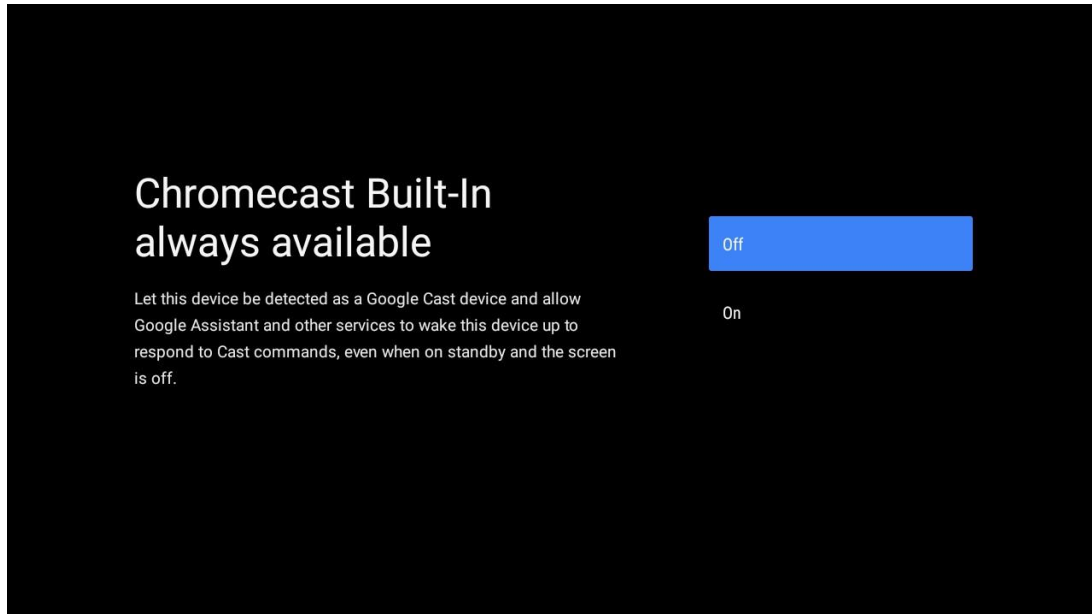 Chromecast Built-In
always available
Let this device be detected as a Google Cast device and allow
Google Assistant and other services to wake this device up to
respond to Cast commands, even when on standby and the screen
is off.
Off
On